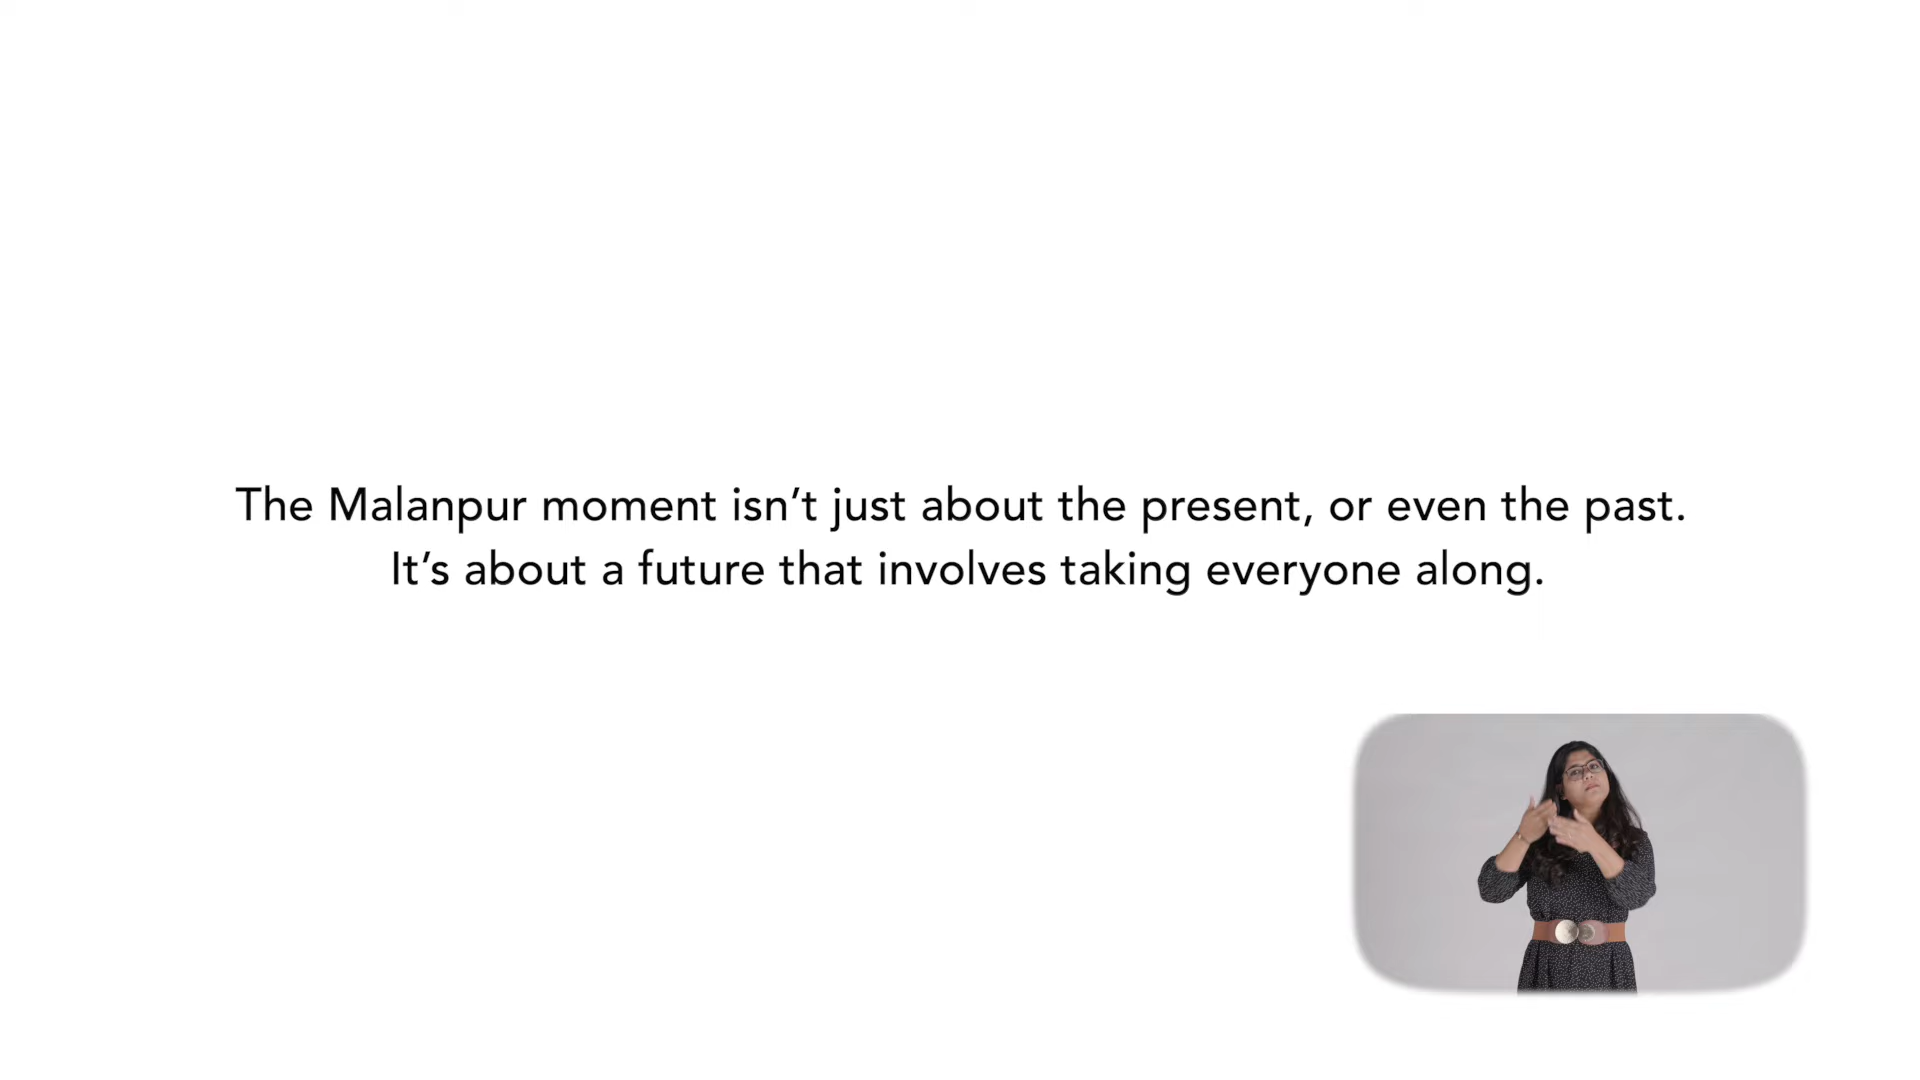 The Malanpur moment isn’t just about the present, or even the past.
It’s about a future that involves taking everyone along.